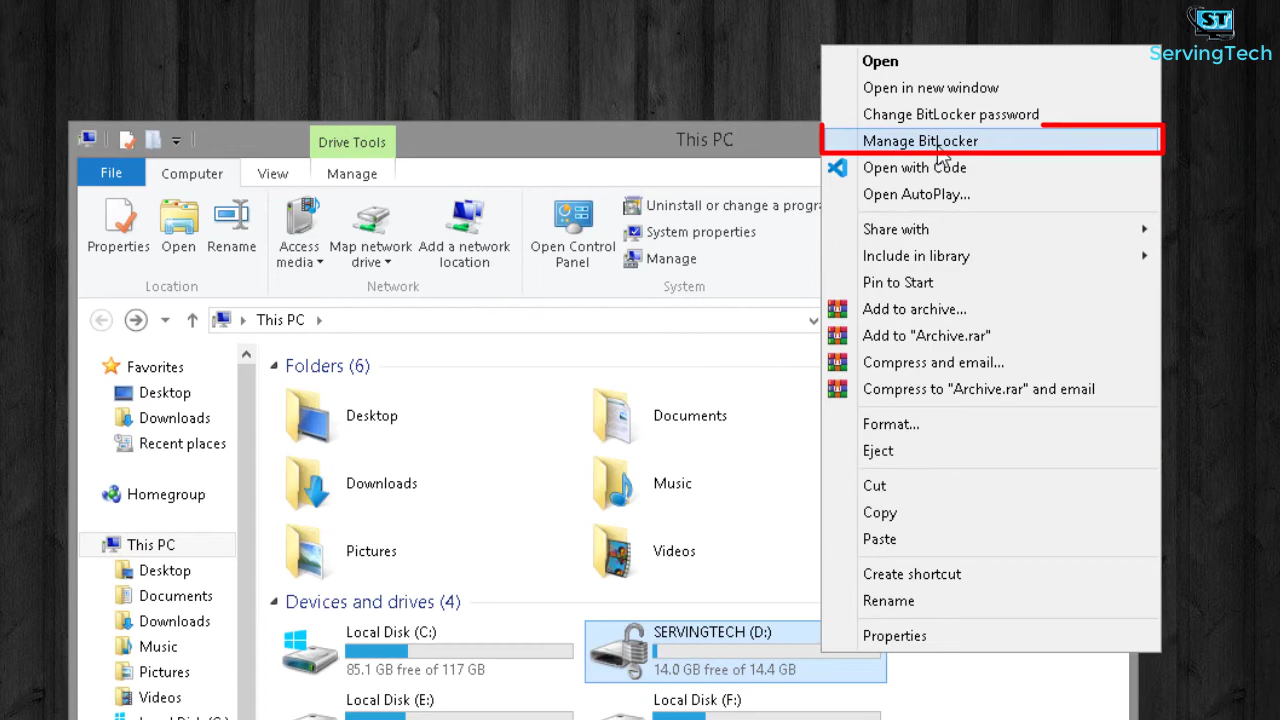 ST
ServingTech
Open
Open in new window
Change BitLocker password
Manage BitLocker
Open with Code
Open AutoPlay...
Share with
Include in library
Pin to Start
Add to archive...
Add to "Archive.rar"
Compress and email...
Compress to "Archive.rar" and email
Format...
Eject
Cut
Copy
Paste
Create shortcut
Rename
Properties
Drive Tools
This PC
File
Computer
View
Manage
Properties
Open
Rename
Access
media
Map network
drive
Add a network
location
Open Control
Panel
Uninstall or change a progra
System properties
Manage
Location
Network
System
This PC
Favorites
Desktop
Downloads
Recent places
Homegroup
This PC
Desktop
Documents
Downloads
Music
Pictures
Videos
Folders (6)
Desktop
Documents
Downloads
Music
Pictures
Videos
Devices and drives (4)
Local Disk (C:)
85.1 GB free of 117 GB
SERVINGTECH (D:)
14.0 GB free of 14.4 GB
Local Disk (E:)
Local Disk (F:)